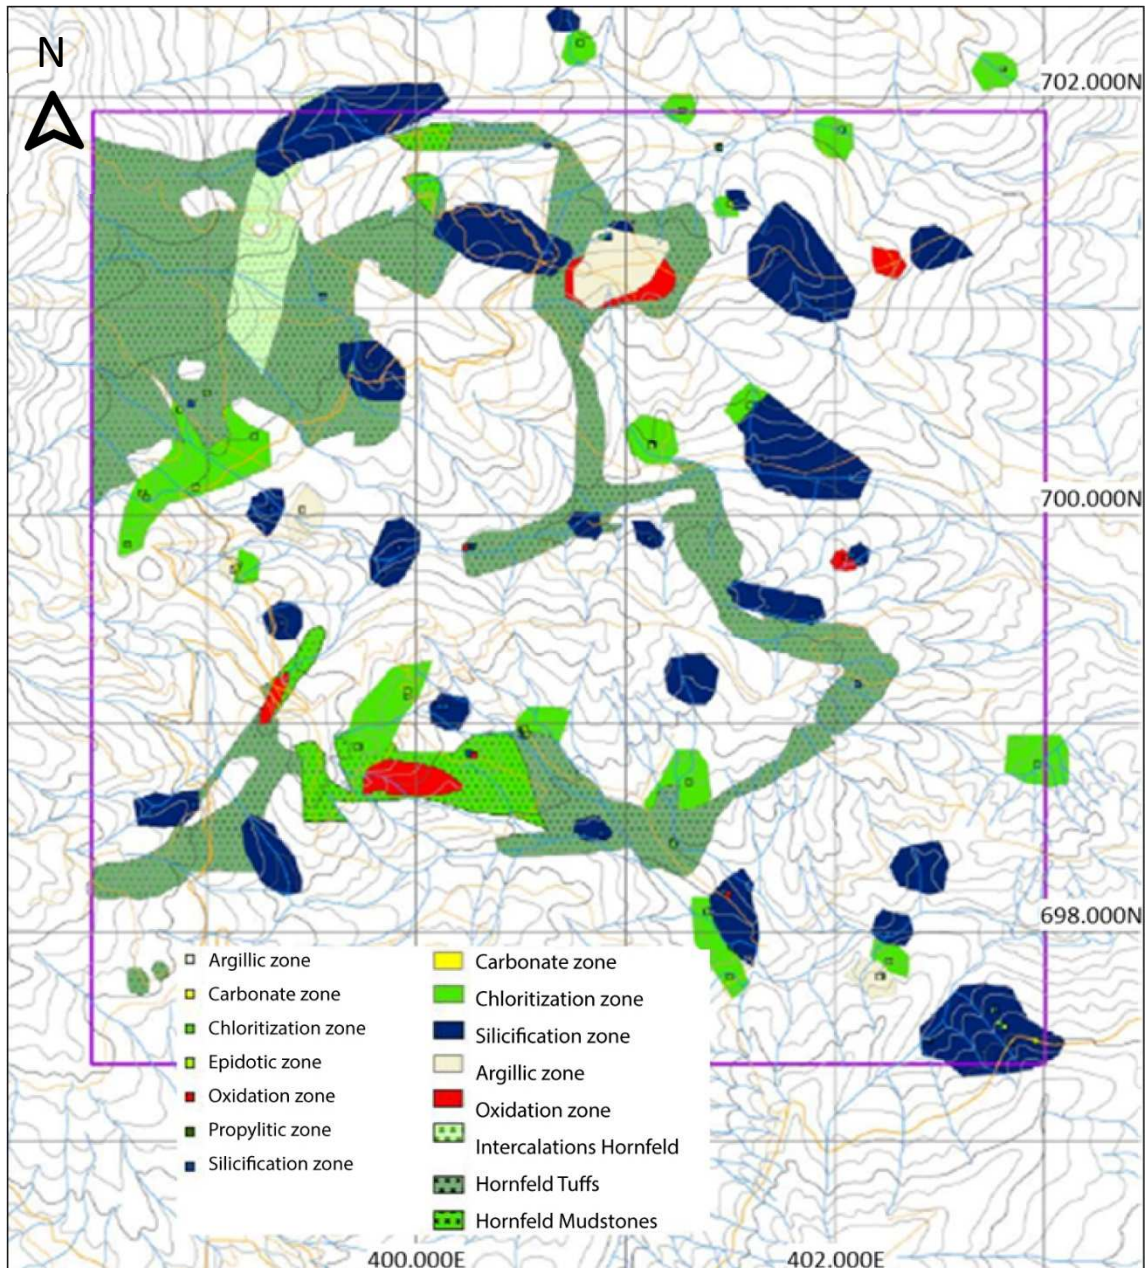 N
702.000N
700.000N
698.000N
Argillic zone
Carbonate zone
Chloritization zone
Epidotic zone
Oxidation zone
Propylitic zone
Silicification zone
Carbonate zone
Chloritization zone
Silicification zone
Argillic zone
Oxidation zone
Intercalations Hornfeld
Hornfeld Tuffs
Hornfeld Mudstones
400.000E
402.000E